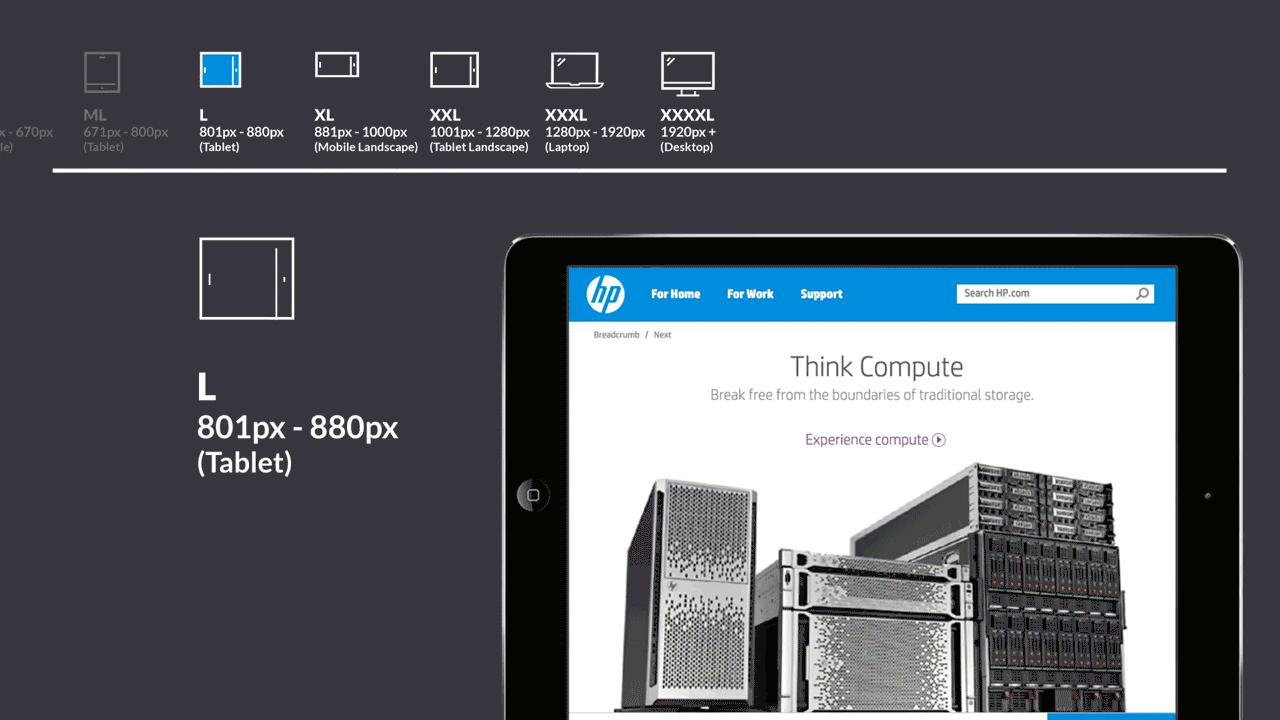 ML
671px - 800px
(Tablet)
L
801px - 880px
(Tablet)
XL
881px - 1000px
(Mobile Landscape)
XXL
1001px - 1280px
(Tablet Landscape)
XXXL
1280px - 1920px
(Laptop)
XXXXL
1920px +
(Desktop)
x - 670px
le)
L
801px - 880px
(Tablet)
hp
For Home
For Work
Support
Search HP.com
Breadcrumb / Next
Think Compute
Break free from the boundaries of traditional storage.
Experience compute